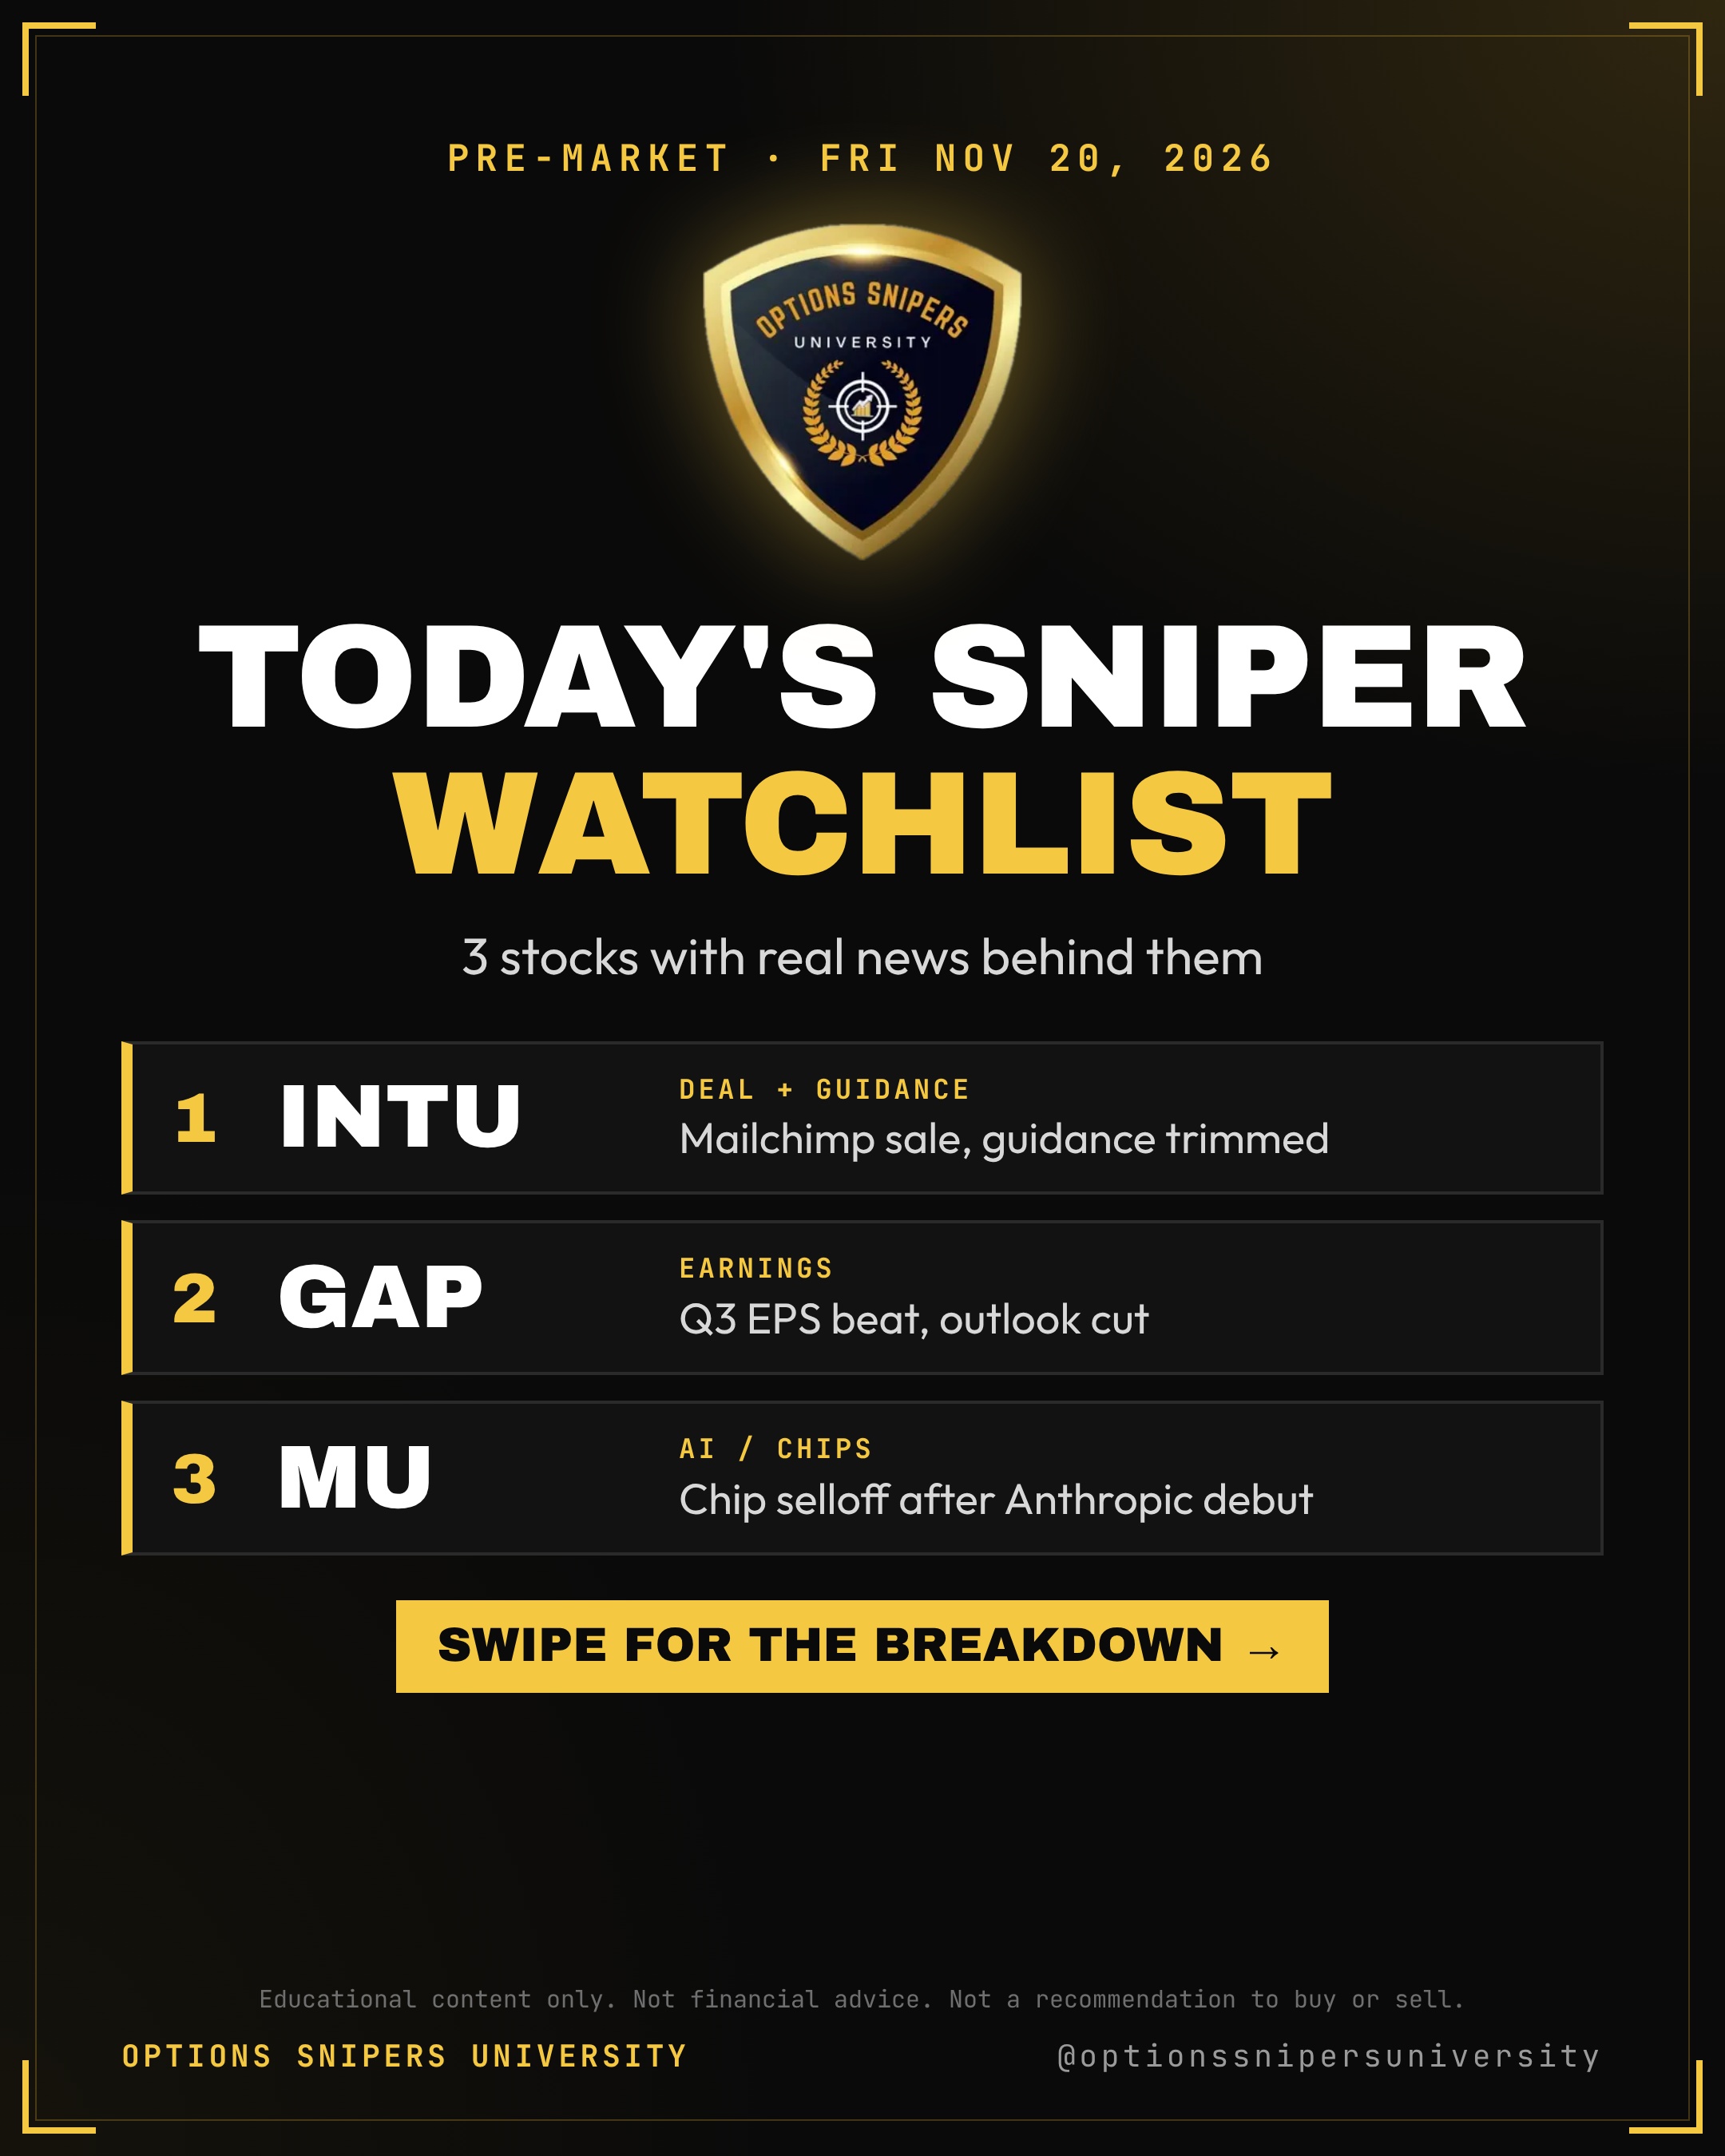 PRE-MARKET · FRI NOV 20, 2026
OPTIONS SNIPERS
UNIVERSITY
TODAY'S SNIPER
WATCHLIST
3 stocks with real news behind them
1 INTU
DEAL + GUIDANCE
Mailchimp sale, guidance trimmed
2 GAP
EARNINGS
Q3 EPS beat, outlook cut
3 MU
AI / CHIPS
Chip selloff after Anthropic debut
SWIPE FOR THE BREAKDOWN →
Educational content only. Not financial advice. Not a recommendation to buy or sell.
OPTIONS SNIPERS UNIVERSITY
@optionssnipersuniversity